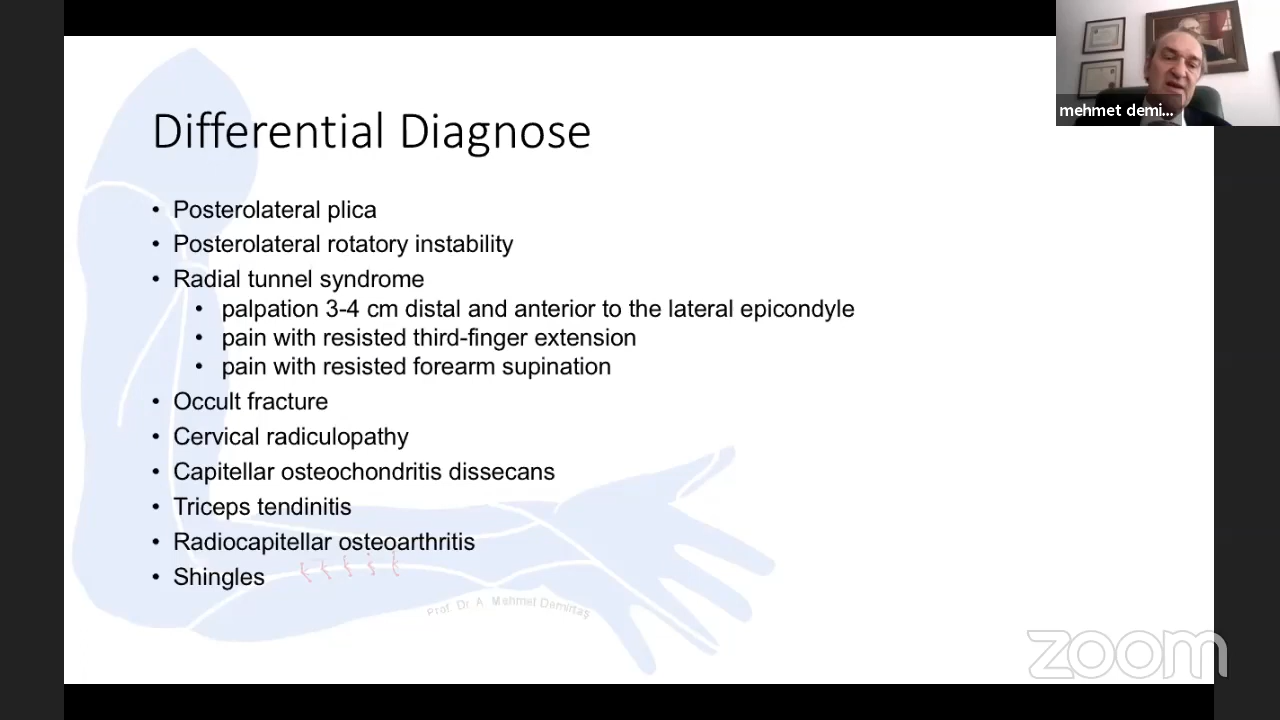 Differential Diagnose
• Posterolateral plica
• Posterolateral rotatory instability
• Radial tunnel syndrome
• palpation 3-4 cm distal and anterior to the lateral epicondyle
• pain with resisted third-finger extension
• pain with resisted forearm supination
• Occult fracture
• Cervical radiculopathy
• Capitellar osteochondritis dissecans
• Triceps tendinitis
• Radiocapitellar osteoarthritis
• Shingles
Prof. Dr. A. Mehmet Demirtaş
mehmet demi...
zoom